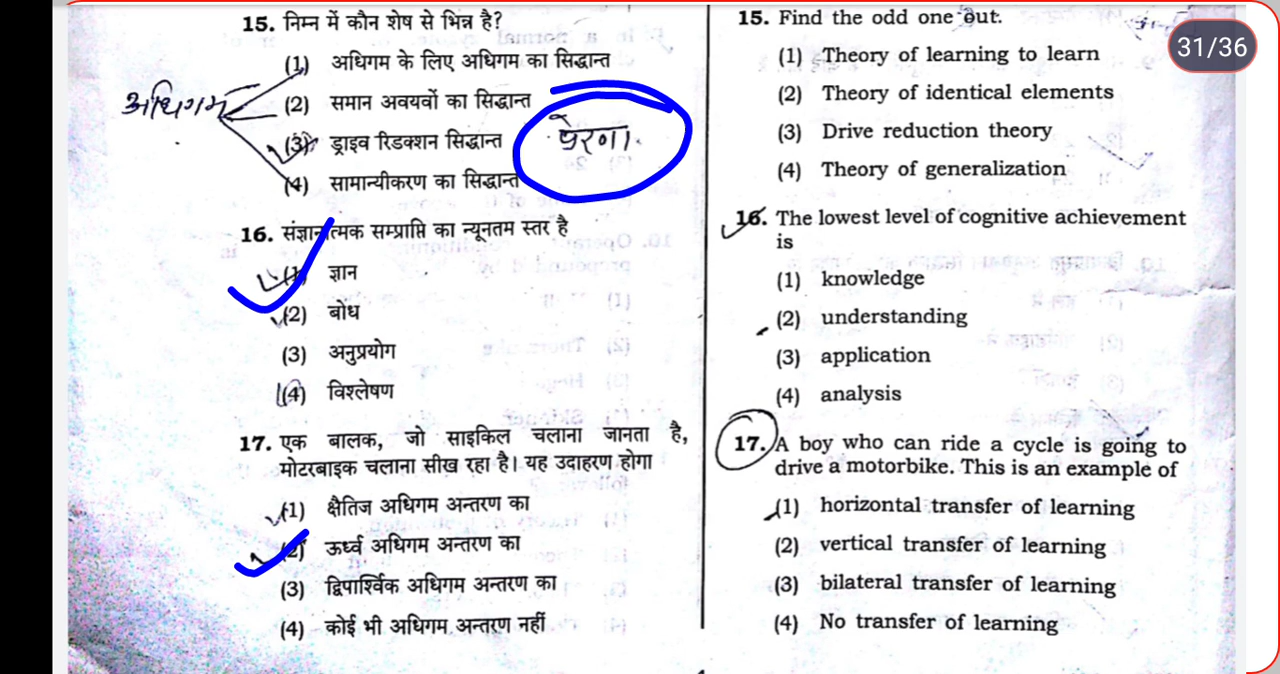 15. निम्न में कौन शेष से भिन्न है?
(1) अधिगम के लिए अधिगम का सिद्धान्त
अधिगम
(2) समान अवयवों का सिद्धान्त
(3) ड्राइव रिडक्शन सिद्धान्त
प्रेरणा
(4) सामान्यीकरण का सिद्धान्त
16. संज्ञानात्मक सम्प्राप्ति का न्यूनतम स्तर है
(1) ज्ञान
(2) बोध
(3) अनुप्रयोग
(4) विश्लेषण
17. एक बालक, जो साइकिल चलाना जानता है,
मोटरबाइक चलाना सीख रहा है। यह उदाहरण होगा
(1) क्षैतिज अधिगम अन्तरण का
(2) ऊर्ध्व अधिगम अन्तरण का
(3) द्विपार्श्विक अधिगम अन्तरण का
(4) कोई भी अधिगम अन्तरण नहीं
15. Find the odd one out.
31/36
(1) Theory of learning to learn
(2) Theory of identical elements
(3) Drive reduction theory
(4) Theory of generalization
16. The lowest level of cognitive achievement
is
(1) knowledge
(2) understanding
(3) application
(4) analysis
17. A boy who can ride a cycle is going to
drive a motorbike. This is an example of
(1) horizontal transfer of learning
(2) vertical transfer of learning
(3) bilateral transfer of learning
(4) No transfer of learning